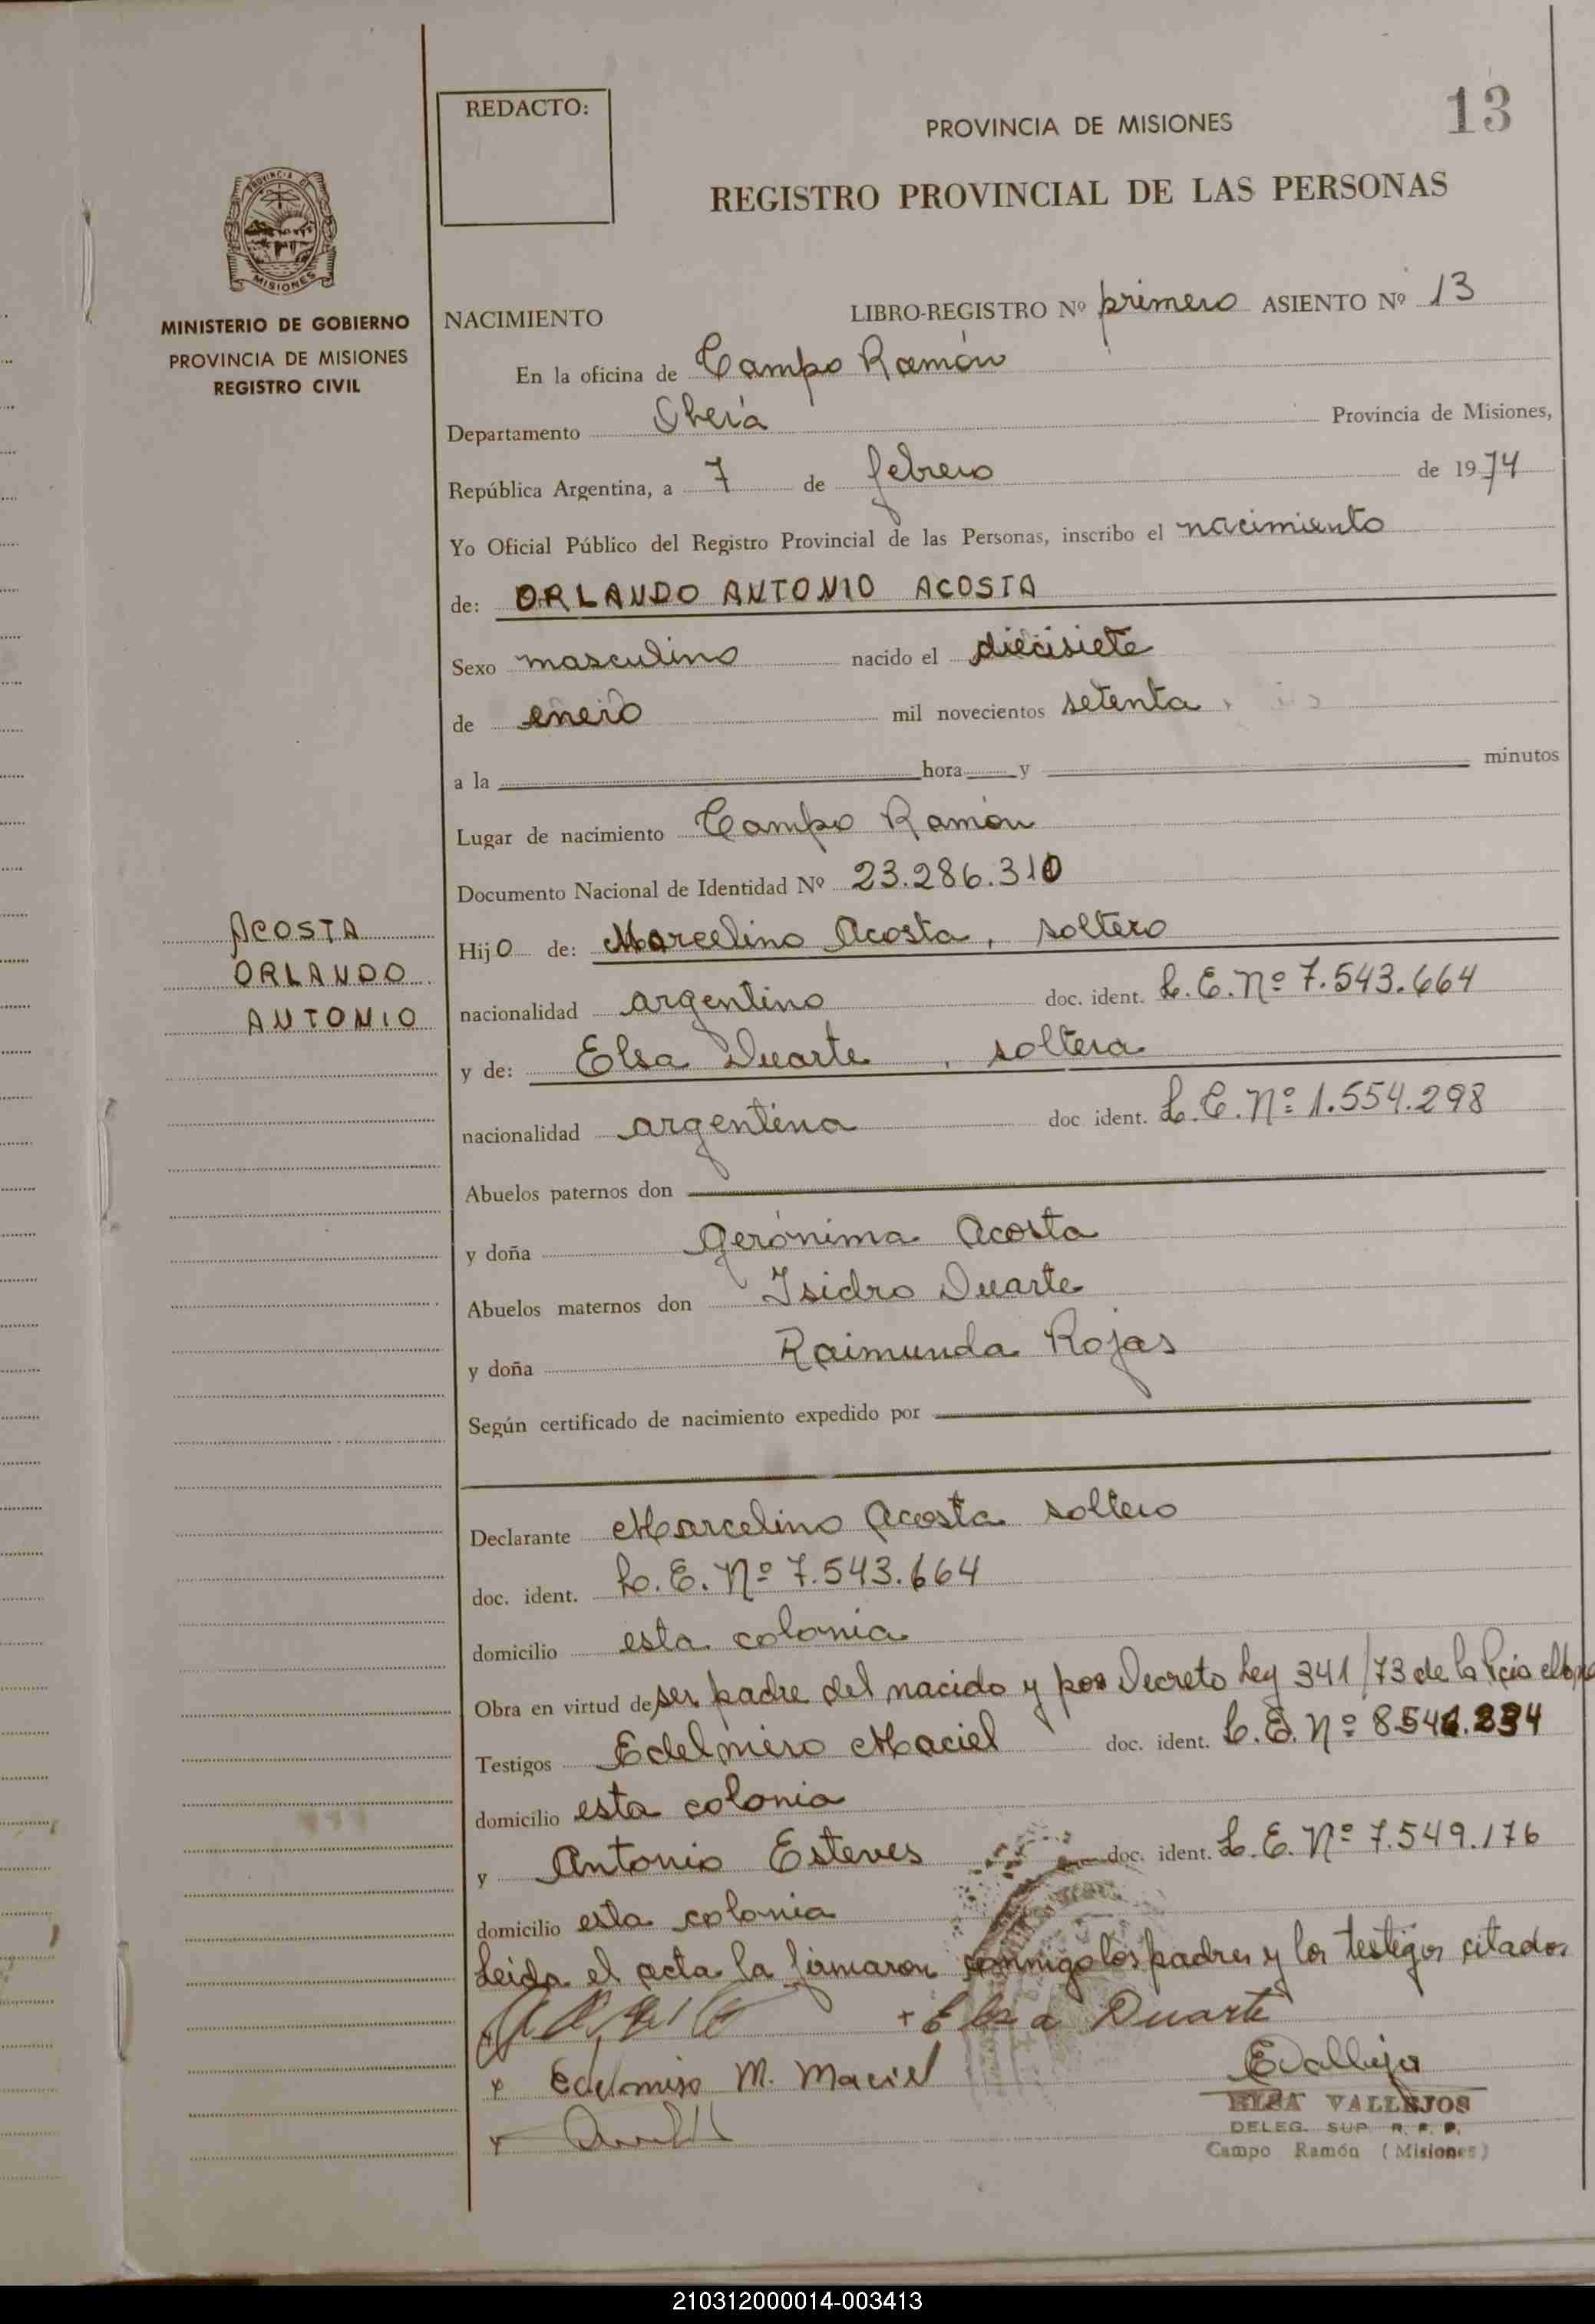 REDACTO:
PROVINCIA DE MISIONES
13
REGISTRO PROVINCIAL DE LAS PERSONAS
PROVINCIA DE
MISIONES
MINISTERIO DE GOBIERNO
PROVINCIA DE MISIONES
REGISTRO CIVIL
NACIMIENTO LIBRO-REGISTRO Nº primero ASIENTO Nº 13
En la oficina de Campo Ramón
Departamento Oberá Provincia de Misiones,
República Argentina, a 7 de febrero de 1974
Yo Oficial Público del Registro Provincial de las Personas, inscribo el nacimiento
de: ORLANDO ANTONIO ACOSTA
Sexo masculino nacido el diecisiete
de enero mil novecientos setenta
a la hora y minutos
Lugar de nacimiento Campo Ramón
Documento Nacional de Identidad Nº 23.286.310
ACOSTA
ORLANDO
ANTONIO
Hijo de: Marcelino Acosta, soltero
nacionalidad argentino doc. ident. L.E. Nº 7.543.664
y de: Elsa Duarte, soltera
nacionalidad argentina doc ident. L.C. Nº 1.554.298
Abuelos paternos don
y doña Gerónima Acosta
Abuelos maternos don Isidro Duarte
y doña Raimunda Rojas
Según certificado de nacimiento expedido por
Declarante Marcelino Acosta soltero
doc. ident. L.E. Nº 7.543.664
domicilio esta colonia
Obra en virtud de ser padre del nacido y por Decreto Ley 341/73 de la Pcia
Testigos Edelmiro Maciel doc. ident. L.E. Nº
domicilio esta colonia
y Antonio Esteves doc. ident. L.E. Nº 7.549.176
domicilio esta colonia
Leída el acta la firmaron conmigo los padres y los testigos citados
+ Elsa Duarte
x Edelmiro M. Maciel
EVallejos
ELSA VALLEJOS
DELEG. SUP R. P. P.
Campo Ramón (Misiones)
210312000014-003413